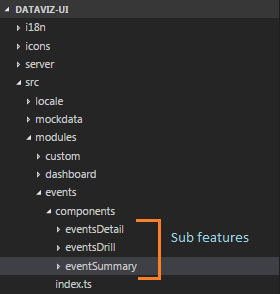 DATAVIZ-UI
i18n
icons
server
src
locale
mockdata
modules
custom
dashboard
events
components
eventsDetail
eventsDrill
eventSummary
index.ts
Sub features